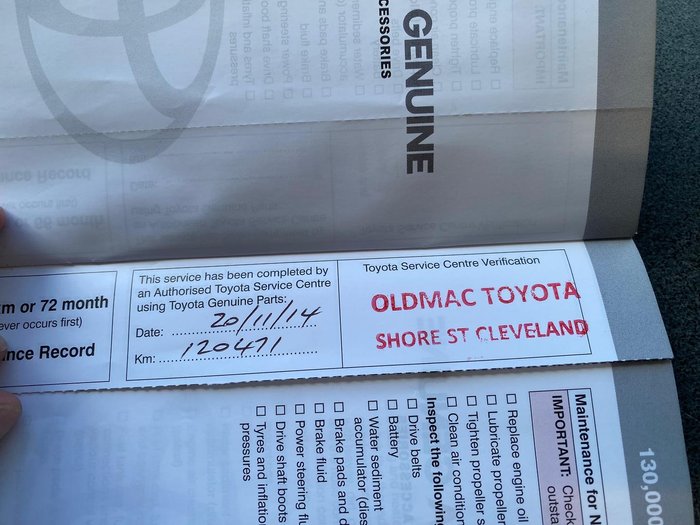 GENUINE
ACCESSORIES
km or 72 month
ever occurs first)
nce Record
This service has been completed by
an Authorised Toyota Service Centre
using Toyota Genuine Parts:
Date: 20/11/14
Km: 120471
Toyota Service Centre Verification
OLDMAC TOYOTA
SHORE ST CLEVELAND
130,000
Maintenance for N
IMPORTANT: Check
outsta
☐ Replace engine oil
☐ Lubricate propeller
☐ Tighten propeller s
☐ Clean air condition
Inspect the following
☐ Drive belts
☐ Battery
☐ Water sediment
accumulator (dies
☐ Brake pads and d
☐ Brake fluid
☐ Power steering flu
☐ Drive shaft boots
☐ Tyres and inflatio
pressures